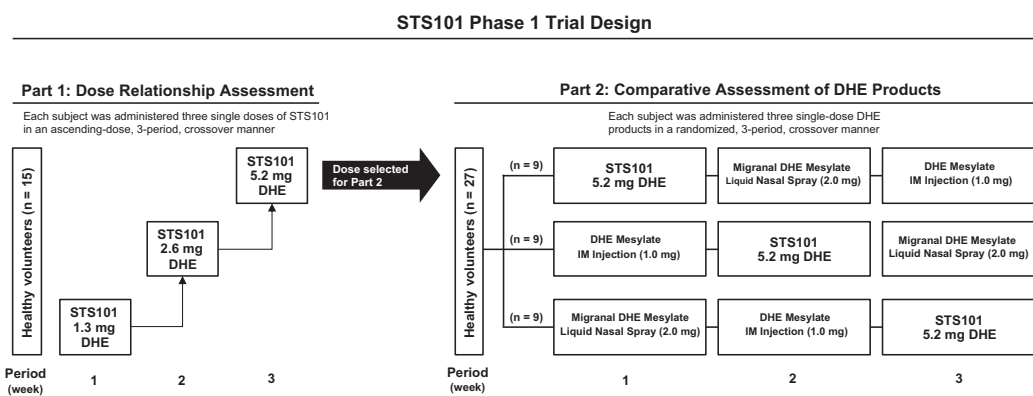 STS101 Phase 1 Trial Design
Part 1: Dose Relationship Assessment
Each subject was administered three single doses of STS101
in an ascending-dose, 3-period, crossover manner
Healthy volunteers (n = 15)
STS101
1.3 mg
DHE
STS101
2.6 mg
DHE
STS101
5.2 mg
DHE
Period
(week)
1
2
3
Dose selected
for Part 2
Part 2: Comparative Assessment of DHE Products
Each subject was administered three single-dose DHE
products in a randomized, 3-period, crossover manner
Healthy volunteers (n = 27)
(n = 9)
STS101
5.2 mg DHE
Migranal DHE Mesylate
Liquid Nasal Spray (2.0 mg)
DHE Mesylate
IM Injection (1.0 mg)
(n = 9)
DHE Mesylate
IM Injection (1.0 mg)
STS101
5.2 mg DHE
Migranal DHE Mesylate
Liquid Nasal Spray (2.0 mg)
(n = 9)
Migranal DHE Mesylate
Liquid Nasal Spray (2.0 mg)
DHE Mesylate
IM Injection (1.0 mg)
STS101
5.2 mg DHE
Period
(week)
1
2
3